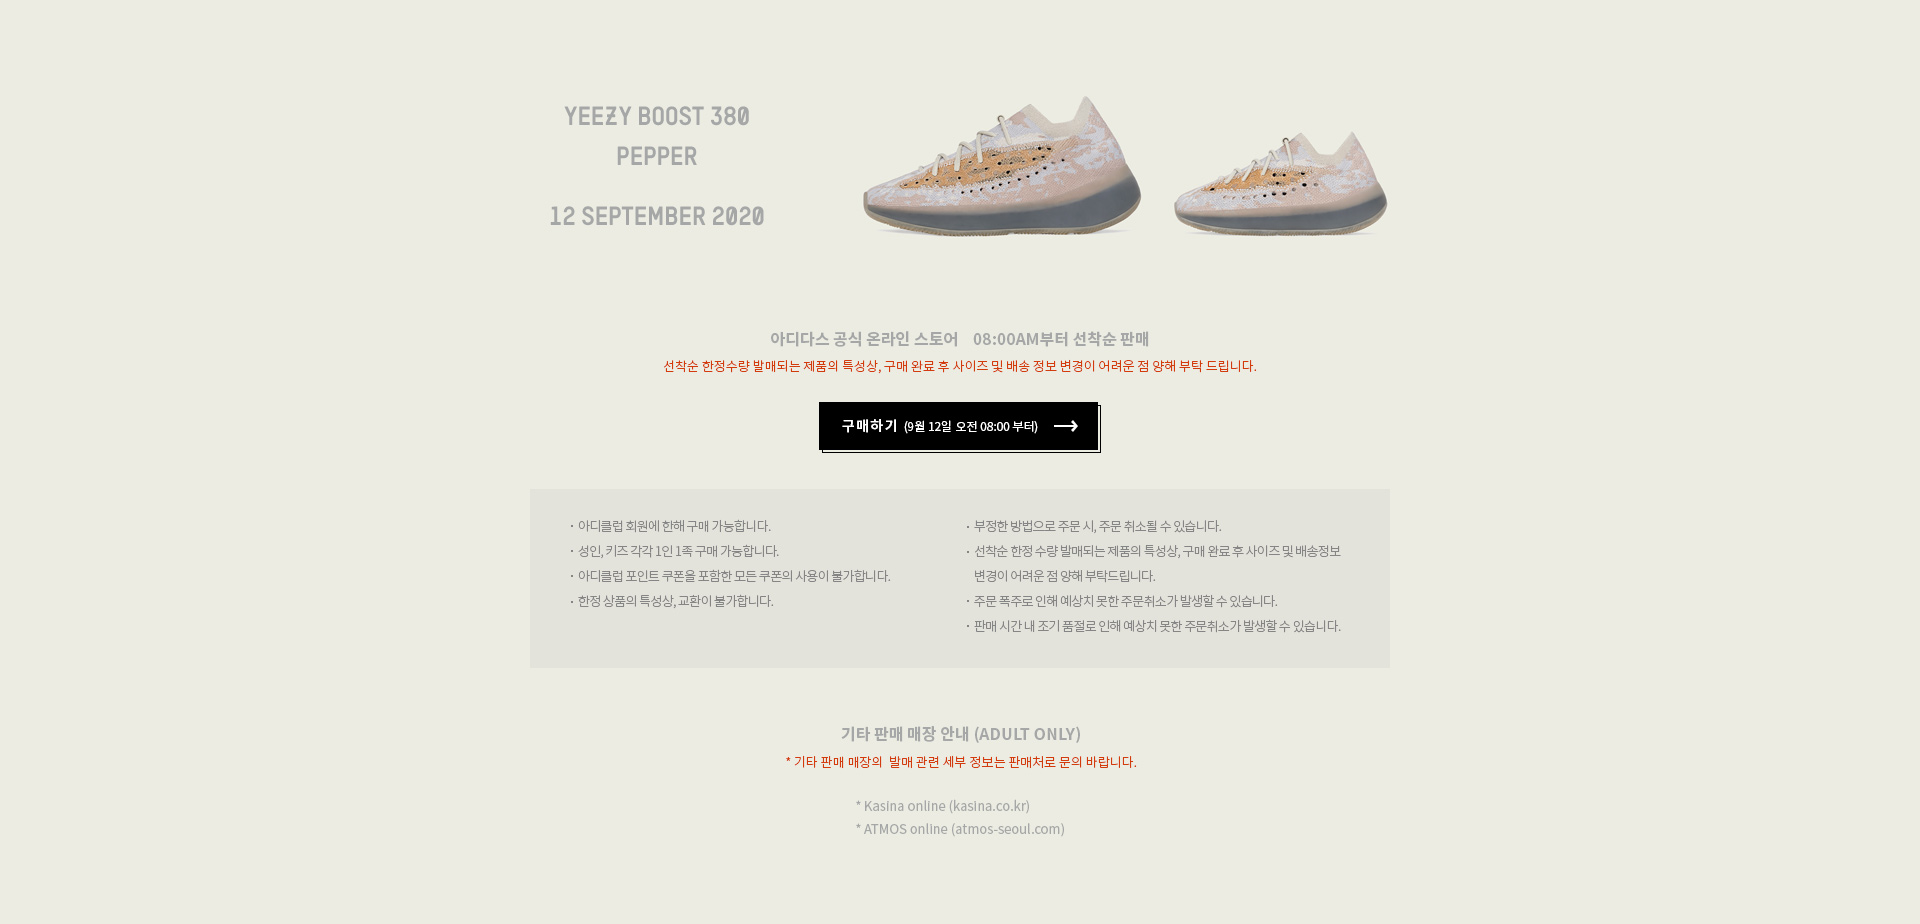 YEEZY BOOST 380
PEPPER
12 SEPTEMBER 2020
아디다스 공식 온라인 스토어 08:00AM부터 선착순 판매
선착순 한정수량 발매되는 제품의 특성상, 구매 완료 후 사이즈 및 배송 정보 변경이 어려운 점 양해 부탁 드립니다.
구매하기 (9월 12일 오전 08:00 부터) →
· 아디클럽 회원에 한해 구매 가능합니다.
· 성인, 키즈 각각 1인 1족 구매 가능합니다.
· 아디클럽 포인트 쿠폰을 포함한 모든 쿠폰의 사용이 불가합니다.
· 한정 상품의 특성상, 교환이 불가합니다.
· 부정한 방법으로 주문 시, 주문 취소될 수 있습니다.
· 선착순 한정 수량 발매되는 제품의 특성상, 구매 완료 후 사이즈 및 배송정보
변경이 어려운 점 양해 부탁드립니다.
· 주문 폭주로 인해 예상치 못한 주문취소가 발생할 수 있습니다.
· 판매 시간 내 조기 품절로 인해 예상치 못한 주문취소가 발생할 수 있습니다.
기타 판매 매장 안내 (ADULT ONLY)
* 기타 판매 매장의 발매 관련 세부 정보는 판매처로 문의 바랍니다.
* Kasina online (kasina.co.kr)
* ATMOS online (atmos-seoul.com)